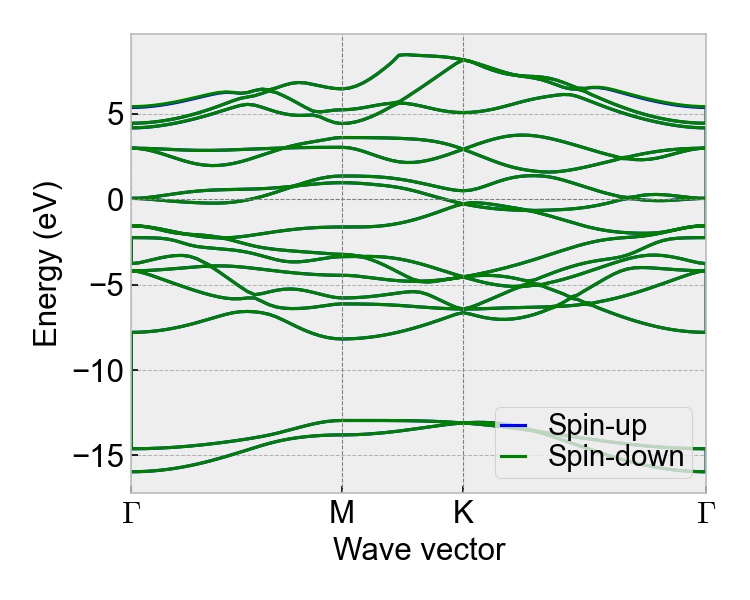 Energy (eV)
5
0
−5
−10
−15
Spin-up
Spin-down
Γ M K Γ
Wave vector